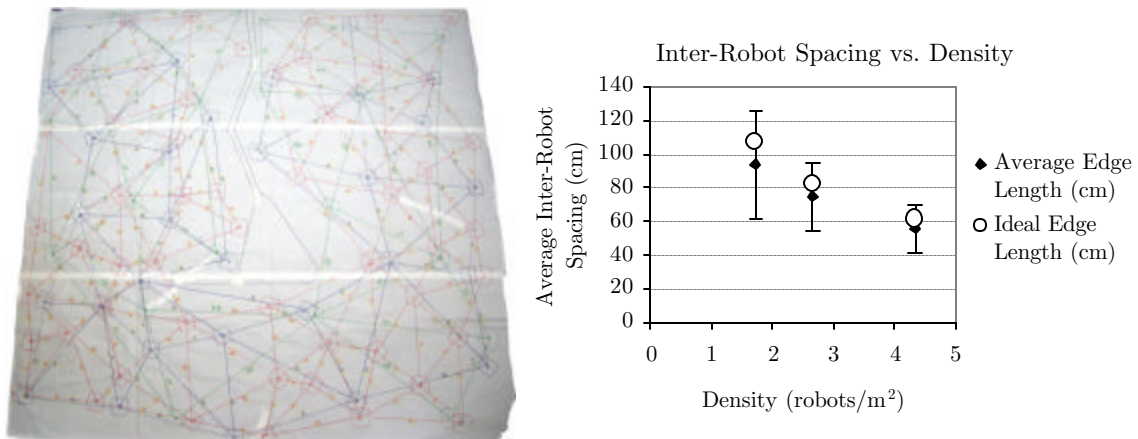 Inter-Robot Spacing vs. Density
Average Inter-Robot
Spacing (cm)
140
120
100
80
60
40
20
0
0 1 2 3 4 5
Density (robots/m²)
Average Edge
Length (cm)
Ideal Edge
Length (cm)